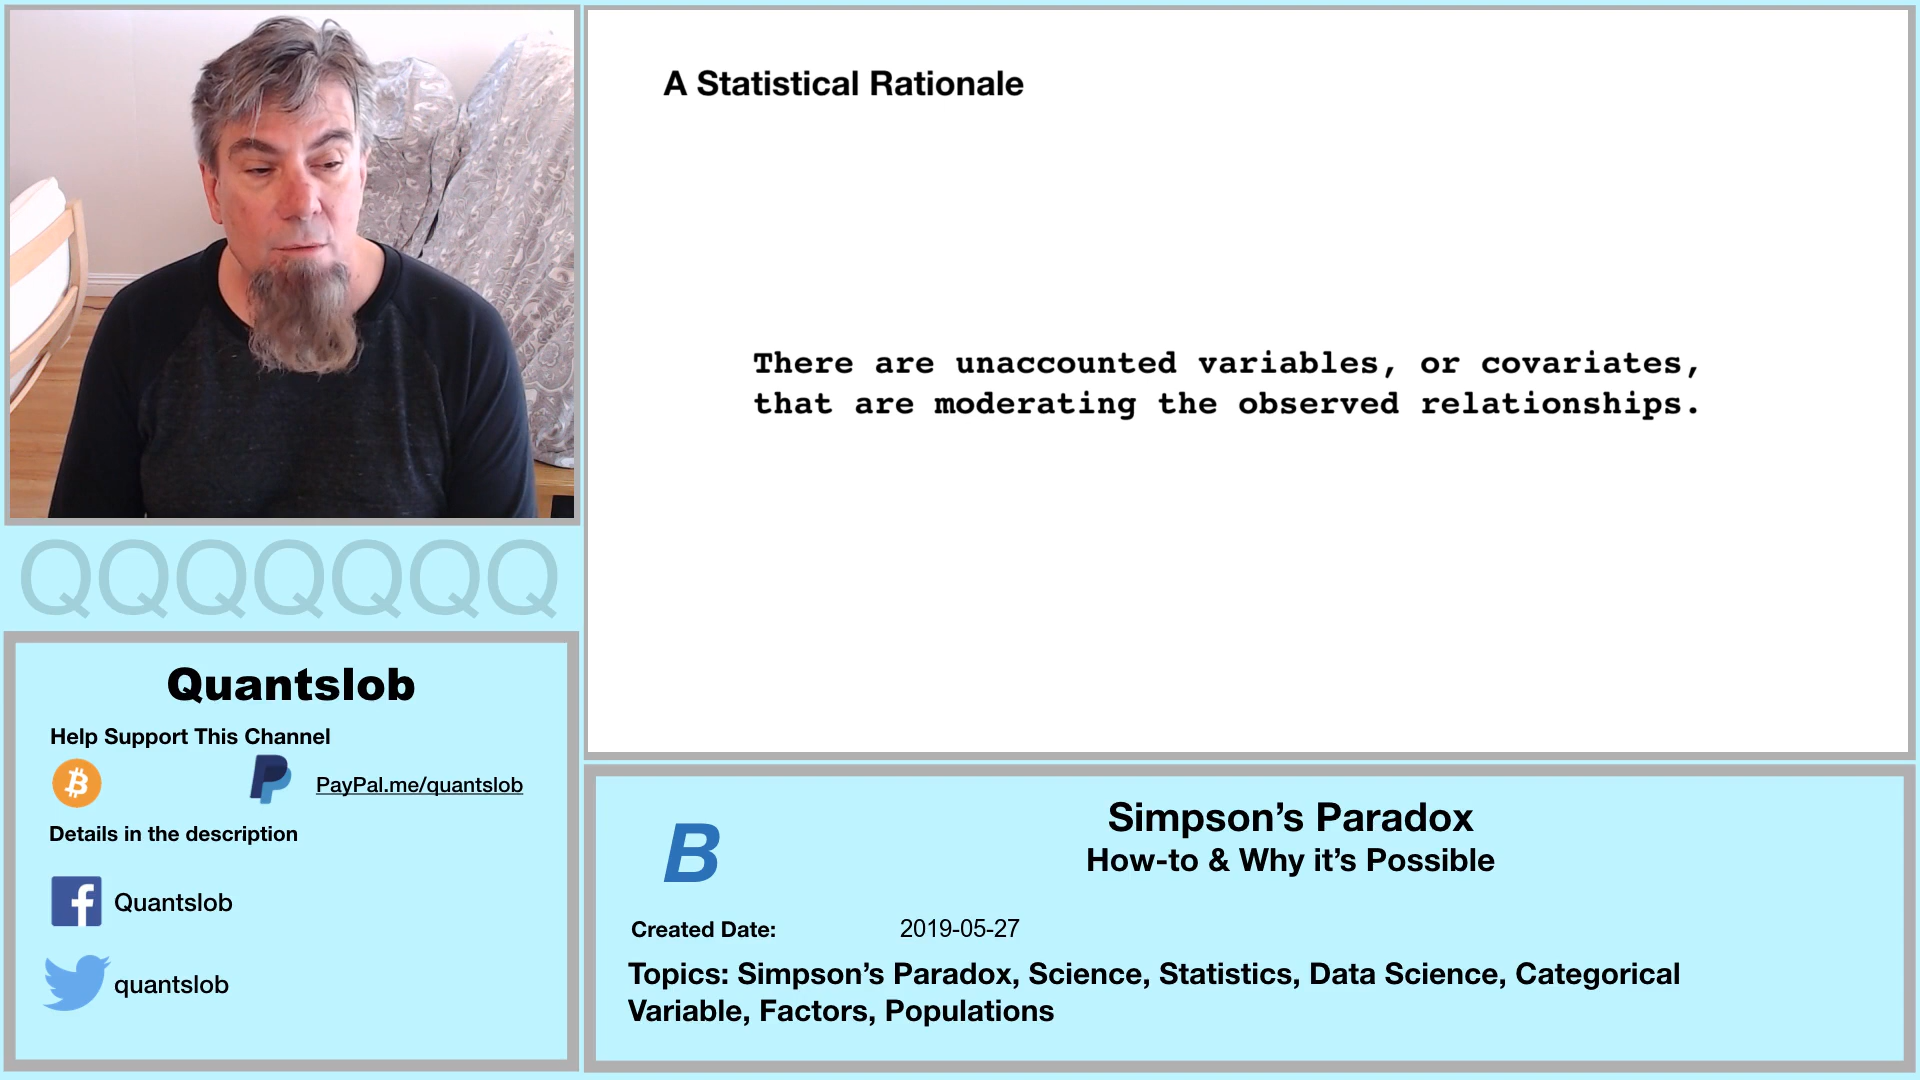 A Statistical Rationale
There are unaccounted variables, or covariates,
that are moderating the observed relationships.
QQQQQQQ
Quantslob
Help Support This Channel
PayPal.me/quantslob
Details in the description
Quantslob
quantslob
B
Simpson’s Paradox
How-to & Why it’s Possible
Created Date: 2019-05-27
Topics: Simpson’s Paradox, Science, Statistics, Data Science, Categorical
Variable, Factors, Populations